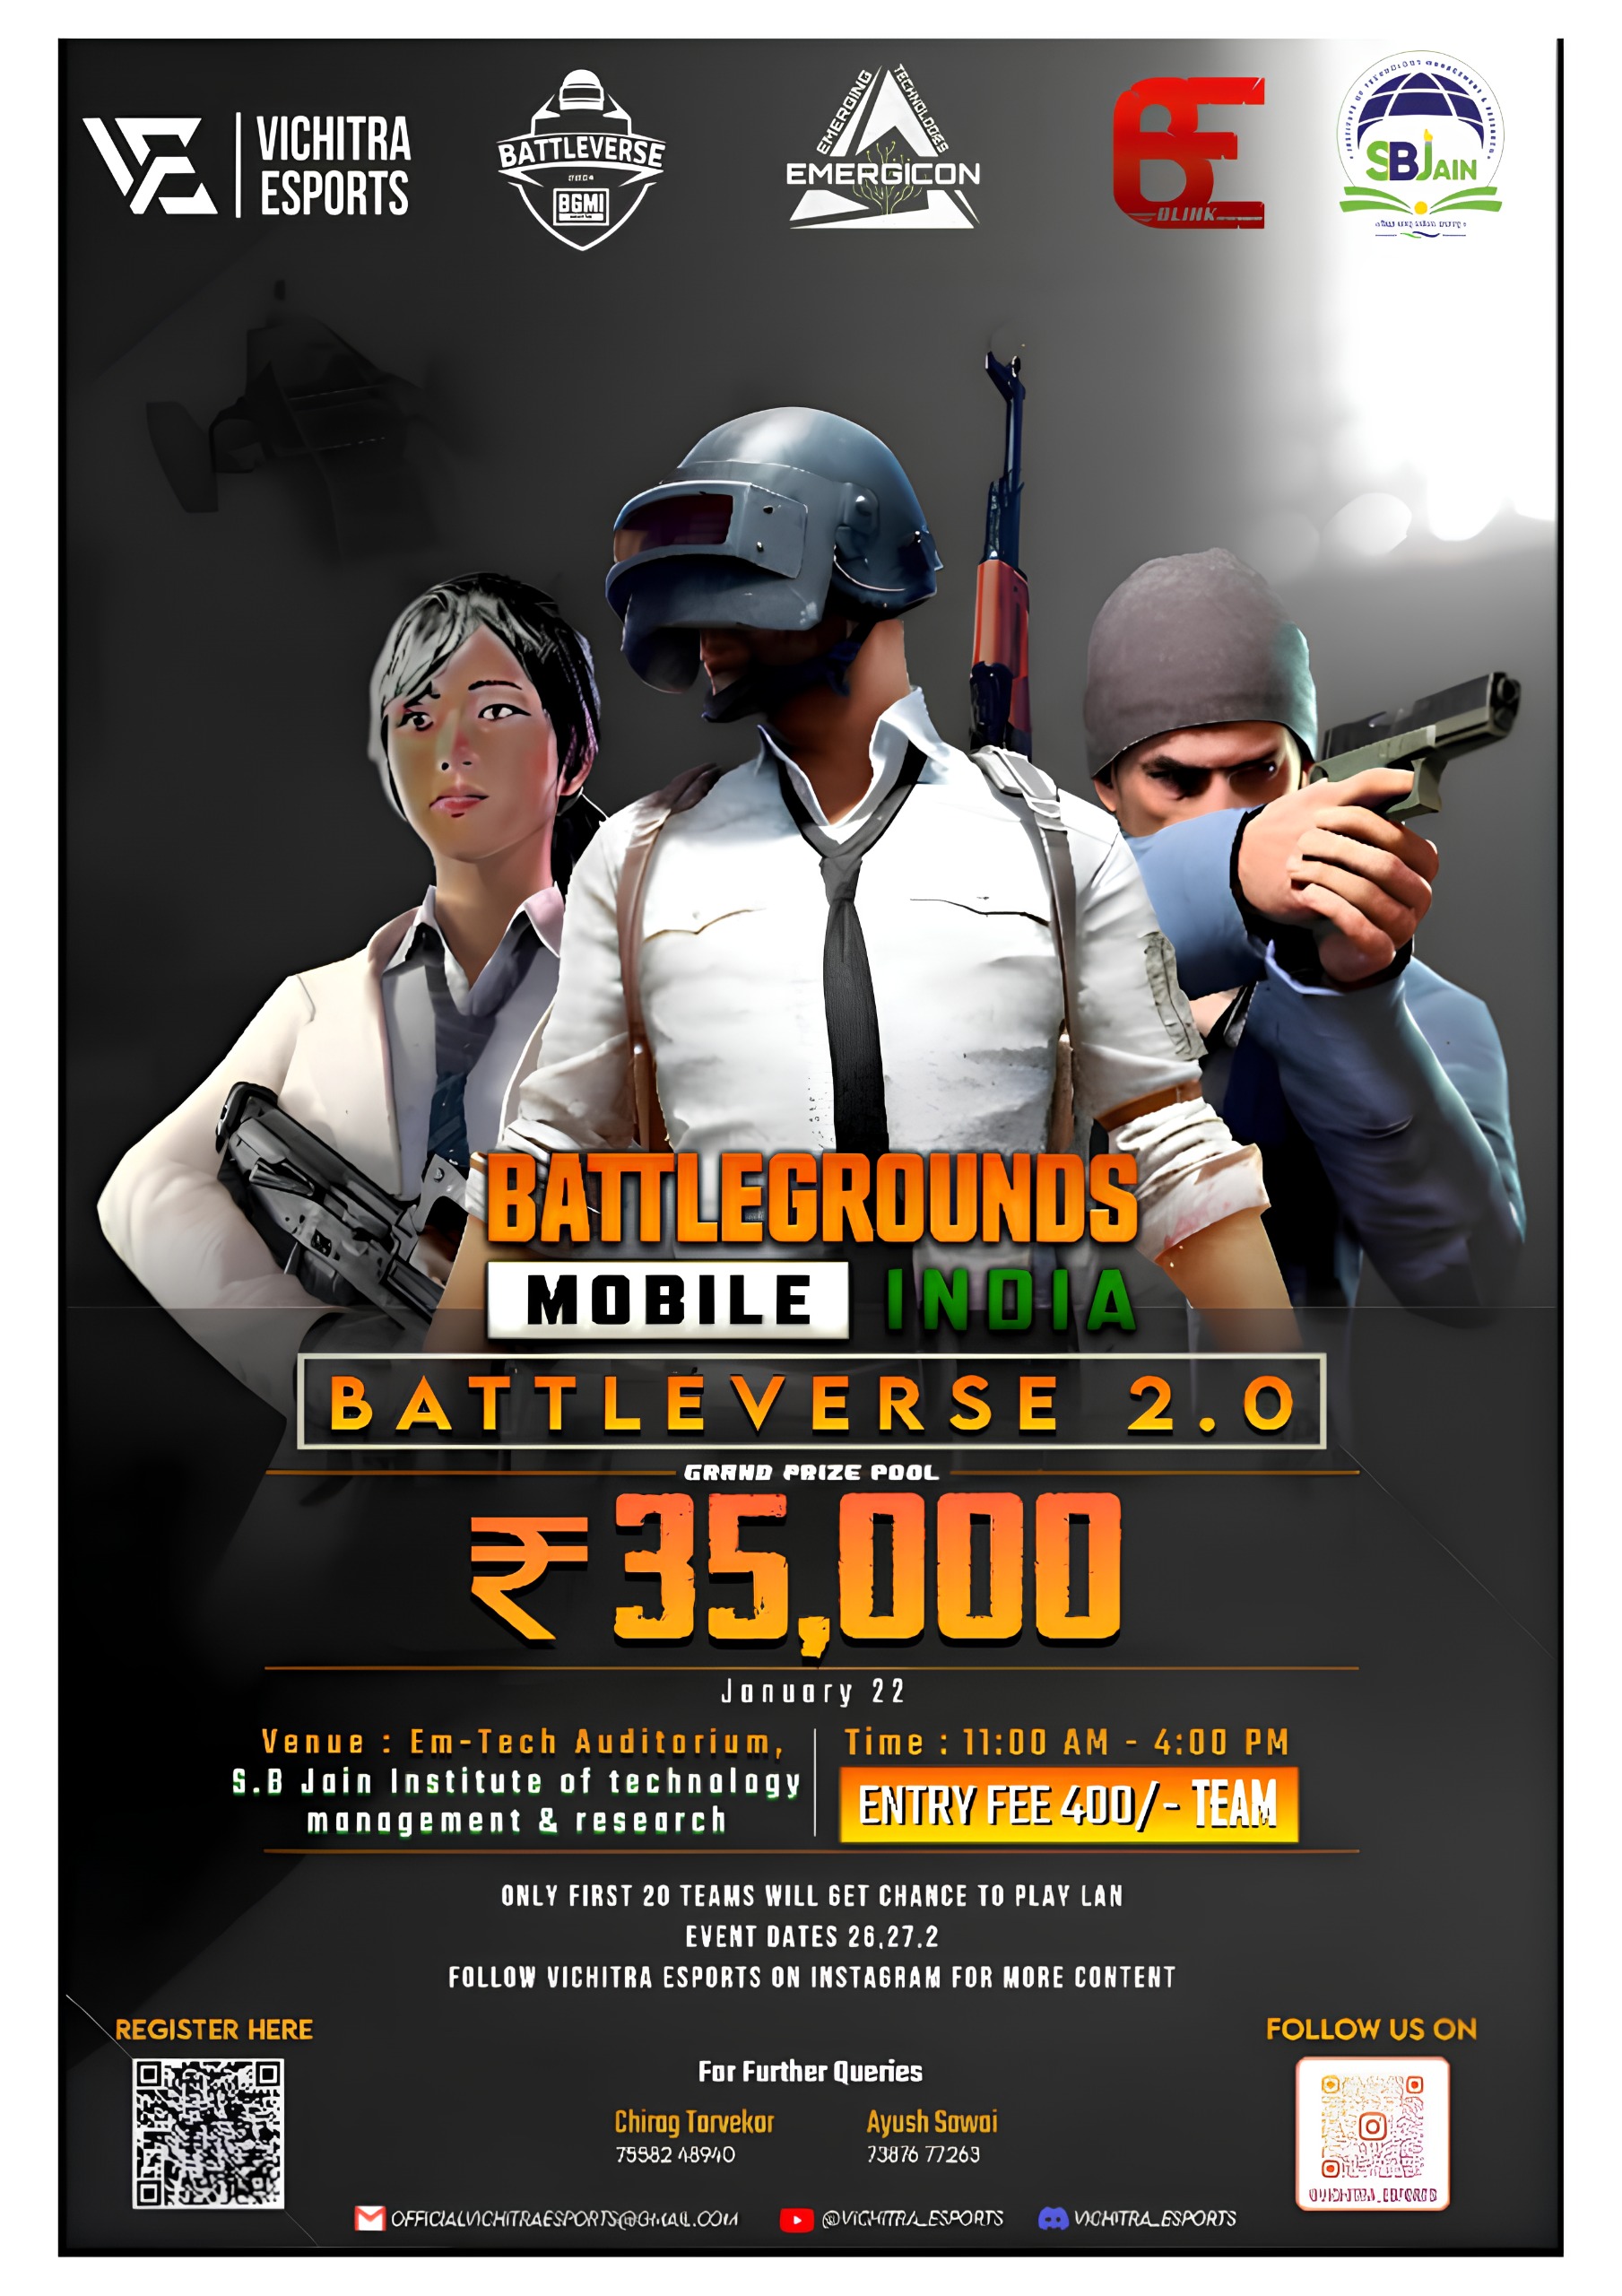 VICHITRA
ESPORTS
BATTLEVERSE
BGMI
EMERGING
TECHNOLOGIES
EMERGICON
SBJAIN
BATTLEGROUNDS
MOBILE INDIA
BATTLEVERSE 2.0
GRAND PRIZE POOL
₹35,000
January 22
Venue : Em-Tech Auditorium,
S.B Jain Institute of technology
management & research
Time : 11:00 AM - 4:00 PM
ENTRY FEE 400/- TEAM
ONLY FIRST 20 TEAMS WILL GET CHANCE TO PLAY LAN
EVENT DATES 26,27,2
FOLLOW VICHITRA ESPORTS ON INSTAGRAM FOR MORE CONTENT
REGISTER HERE
FOLLOW US ON
For Further Queries
Chirag Tarvekar
Ayush Sawai
OFFICIALVICHITRAESPORTS@GMAIL.COM
@VICHITRA_ESPORTS
VICHITRA_ESPORTS